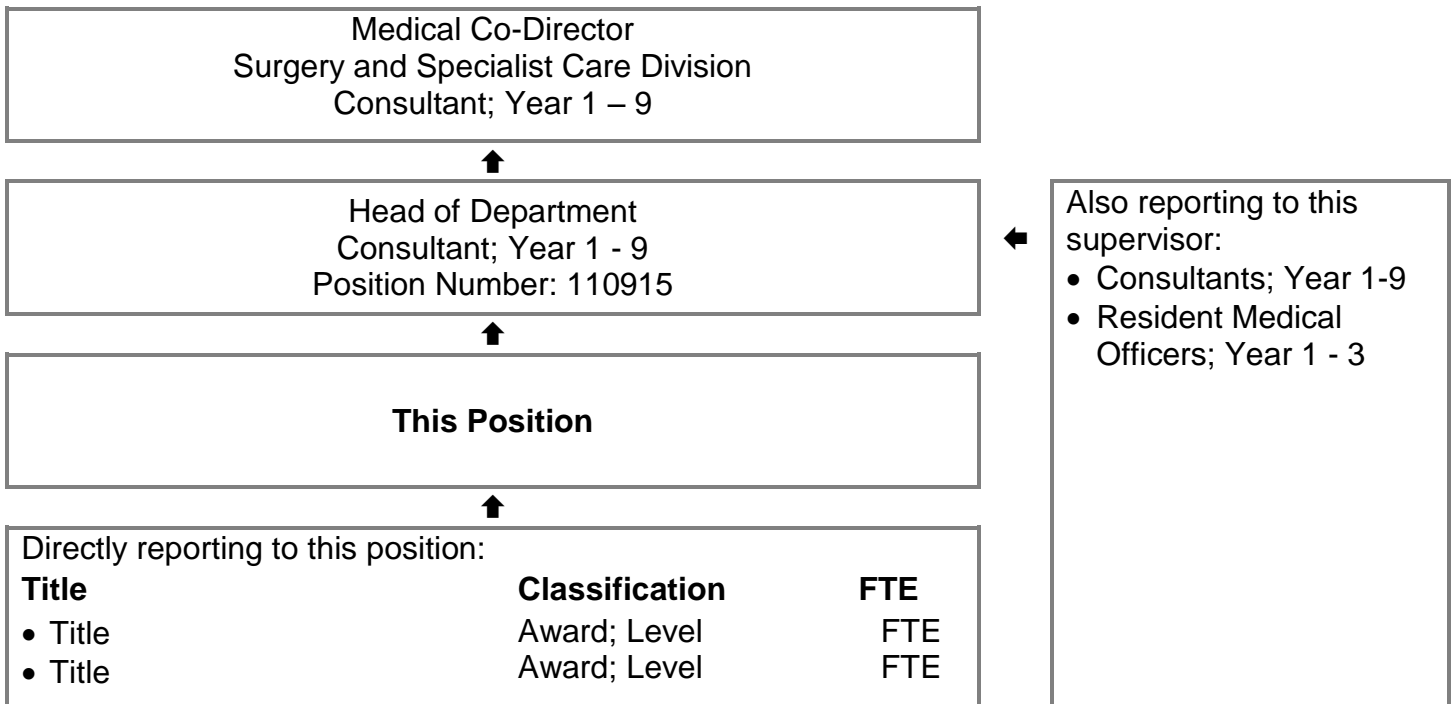 Medical Co-Director
Surgery and Specialist Care Division
Consultant; Year 1 – 9
Head of Department
Consultant; Year 1 - 9
Position Number: 110915
Also reporting to this
supervisor:
• Consultants; Year 1-9
• Resident Medical
Officers; Year 1 - 3
This Position
Directly reporting to this position:
Title Classification FTE
• Title Award; Level FTE
• Title Award; Level FTE